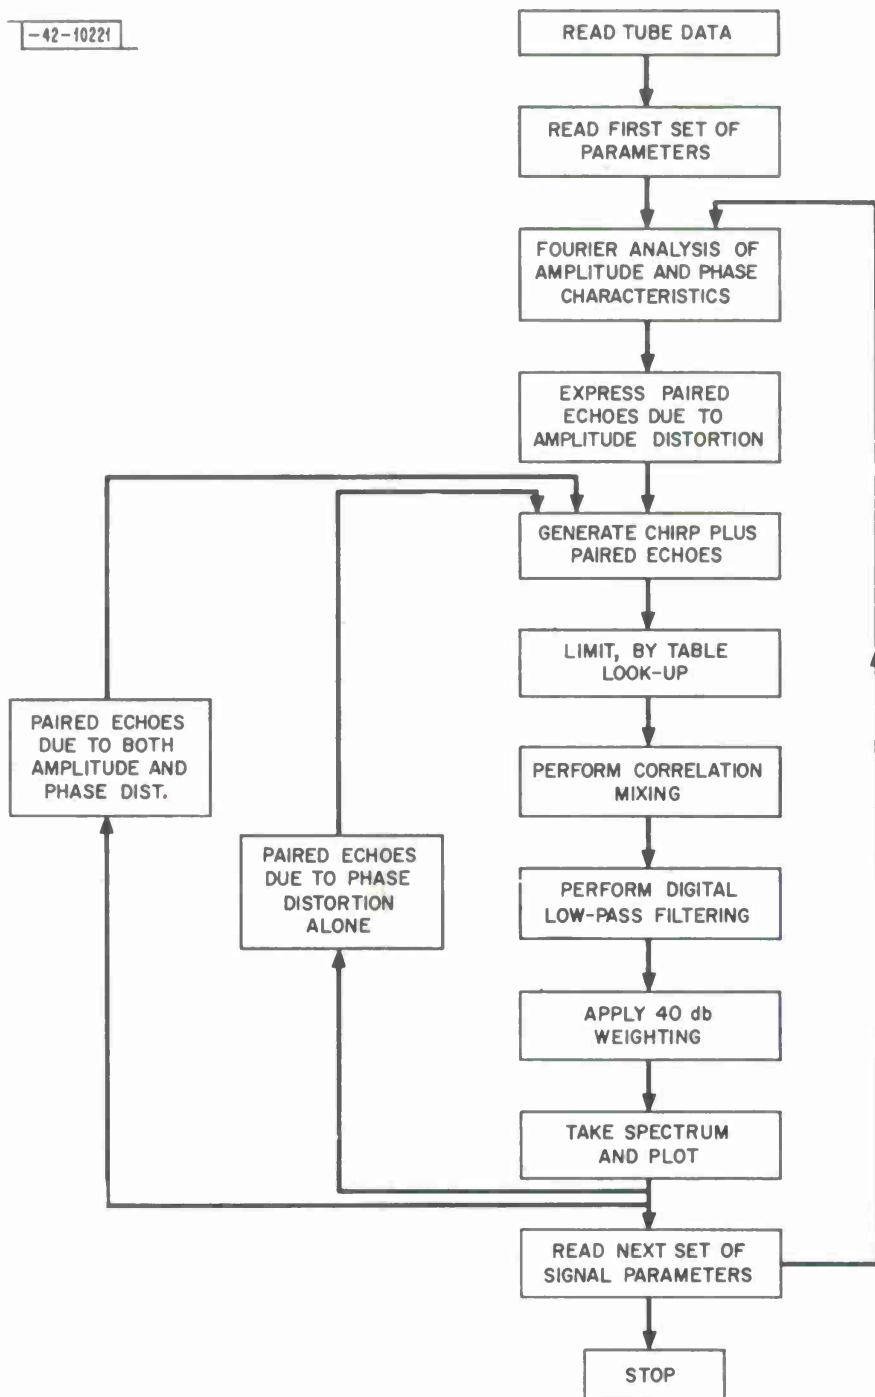 -42-10221
READ TUBE DATA
READ FIRST SET OF
PARAMETERS
FOURIER ANALYSIS OF
AMPLITUDE AND PHASE
CHARACTERISTICS
EXPRESS PAIRED
ECHOES DUE TO
AMPLITUDE DISTORTION
GENERATE CHIRP PLUS
PAIRED ECHOES
LIMIT, BY TABLE
LOOK-UP
PAIRED ECHOES
DUE TO BOTH
AMPLITUDE AND
PHASE DIST.
PERFORM CORRELATION
MIXING
PAIRED ECHOES
DUE TO PHASE
DISTORTION
ALONE
PERFORM DIGITAL
LOW-PASS FILTERING
APPLY 40 db
WEIGHTING
TAKE SPECTRUM
AND PLOT
READ NEXT SET OF
SIGNAL PARAMETERS
STOP